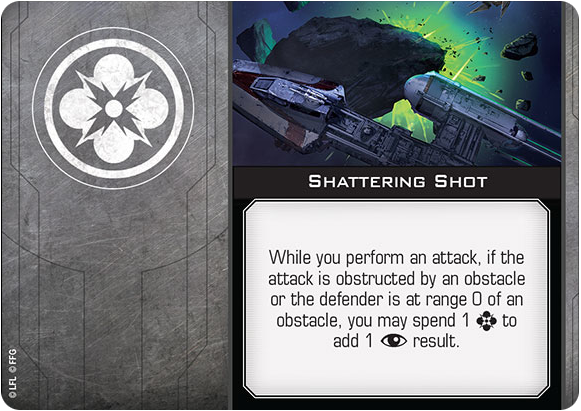 Shattering Shot
While you perform an attack, if the
attack is obstructed by an obstacle
or the defender is at range 0 of an
obstacle, you may spend 1 to
add 1 result.
© LFL © FFG